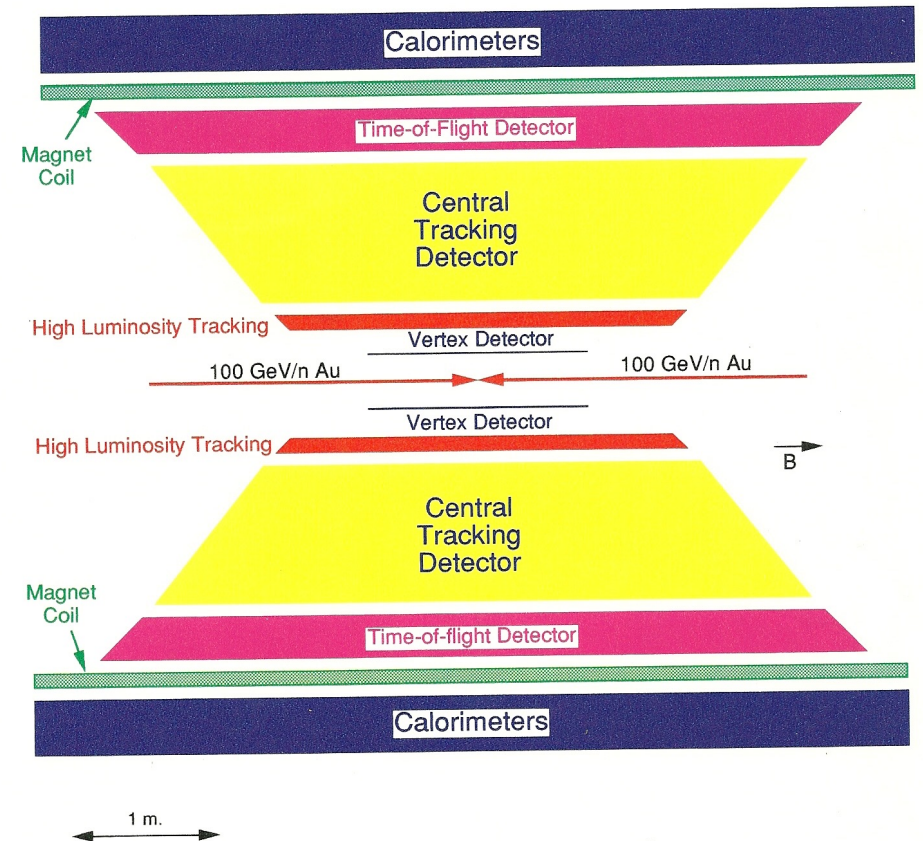 Calorimeters
Time-of-Flight Detector
Magnet
Coil
Central
Tracking
Detector
High Luminosity Tracking
Vertex Detector
100 GeV/n Au
100 GeV/n Au
Vertex Detector
High Luminosity Tracking
B
Central
Tracking
Detector
Magnet
Coil
Time-of-flight Detector
Calorimeters
1 m.